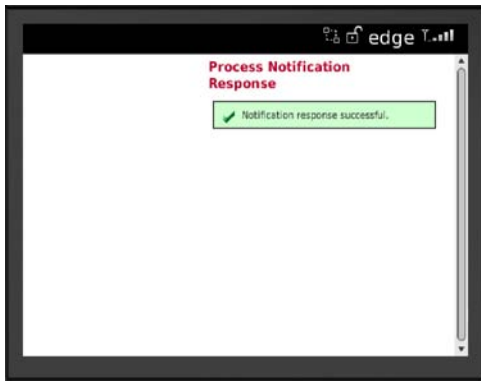 edge
Process Notification
Response
Notification response successful.